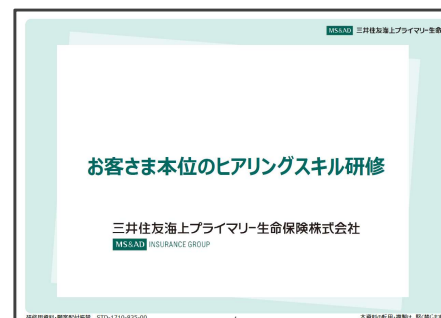 MS&AD 三井住友海上プライマリー生命
お客さま本位のヒアリングスキル研修
三井住友海上プライマリー生命保険株式会社
MS&AD INSURANCE GROUP